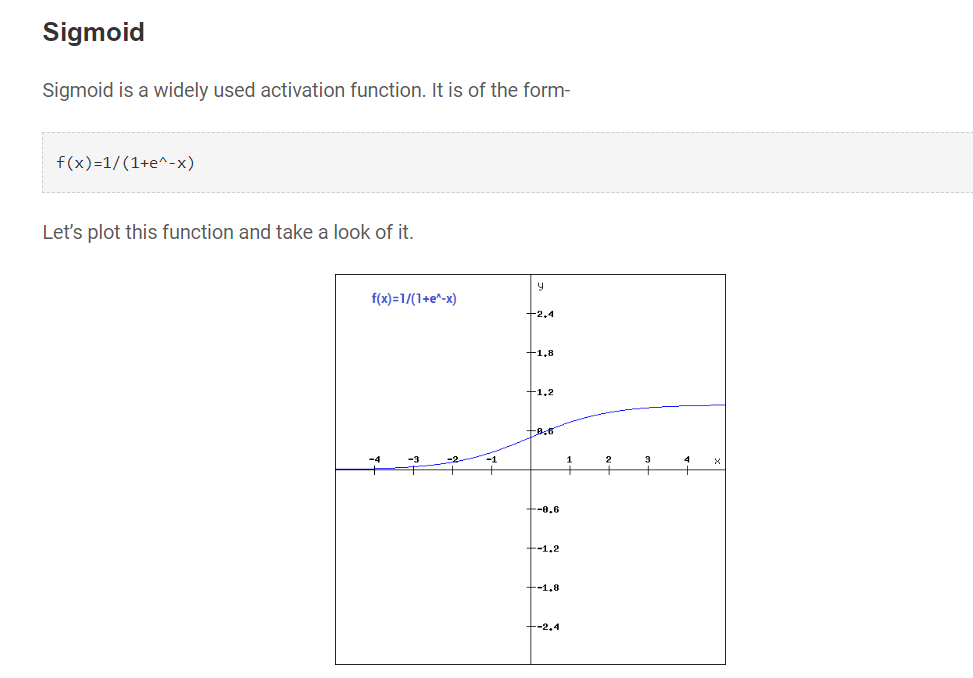 Sigmoid
Sigmoid is a widely used activation function. It is of the form-
f(x)=1/(1+e^-x)
Let's plot this function and take a look of it.
y
f(x)=1/(1+e^-x)
2.4
1.8
1.2
0.6
-4 -3 -2 -1 1 2 3 4 x
-0.6
-1.2
-1.8
-2.4